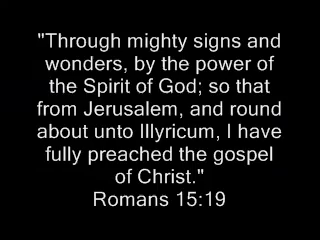 "Through mighty signs and
wonders, by the power of
the Spirit of God; so that
from Jerusalem, and round
about unto Illyricum, I have
fully preached the gospel
of Christ."
Romans 15:19